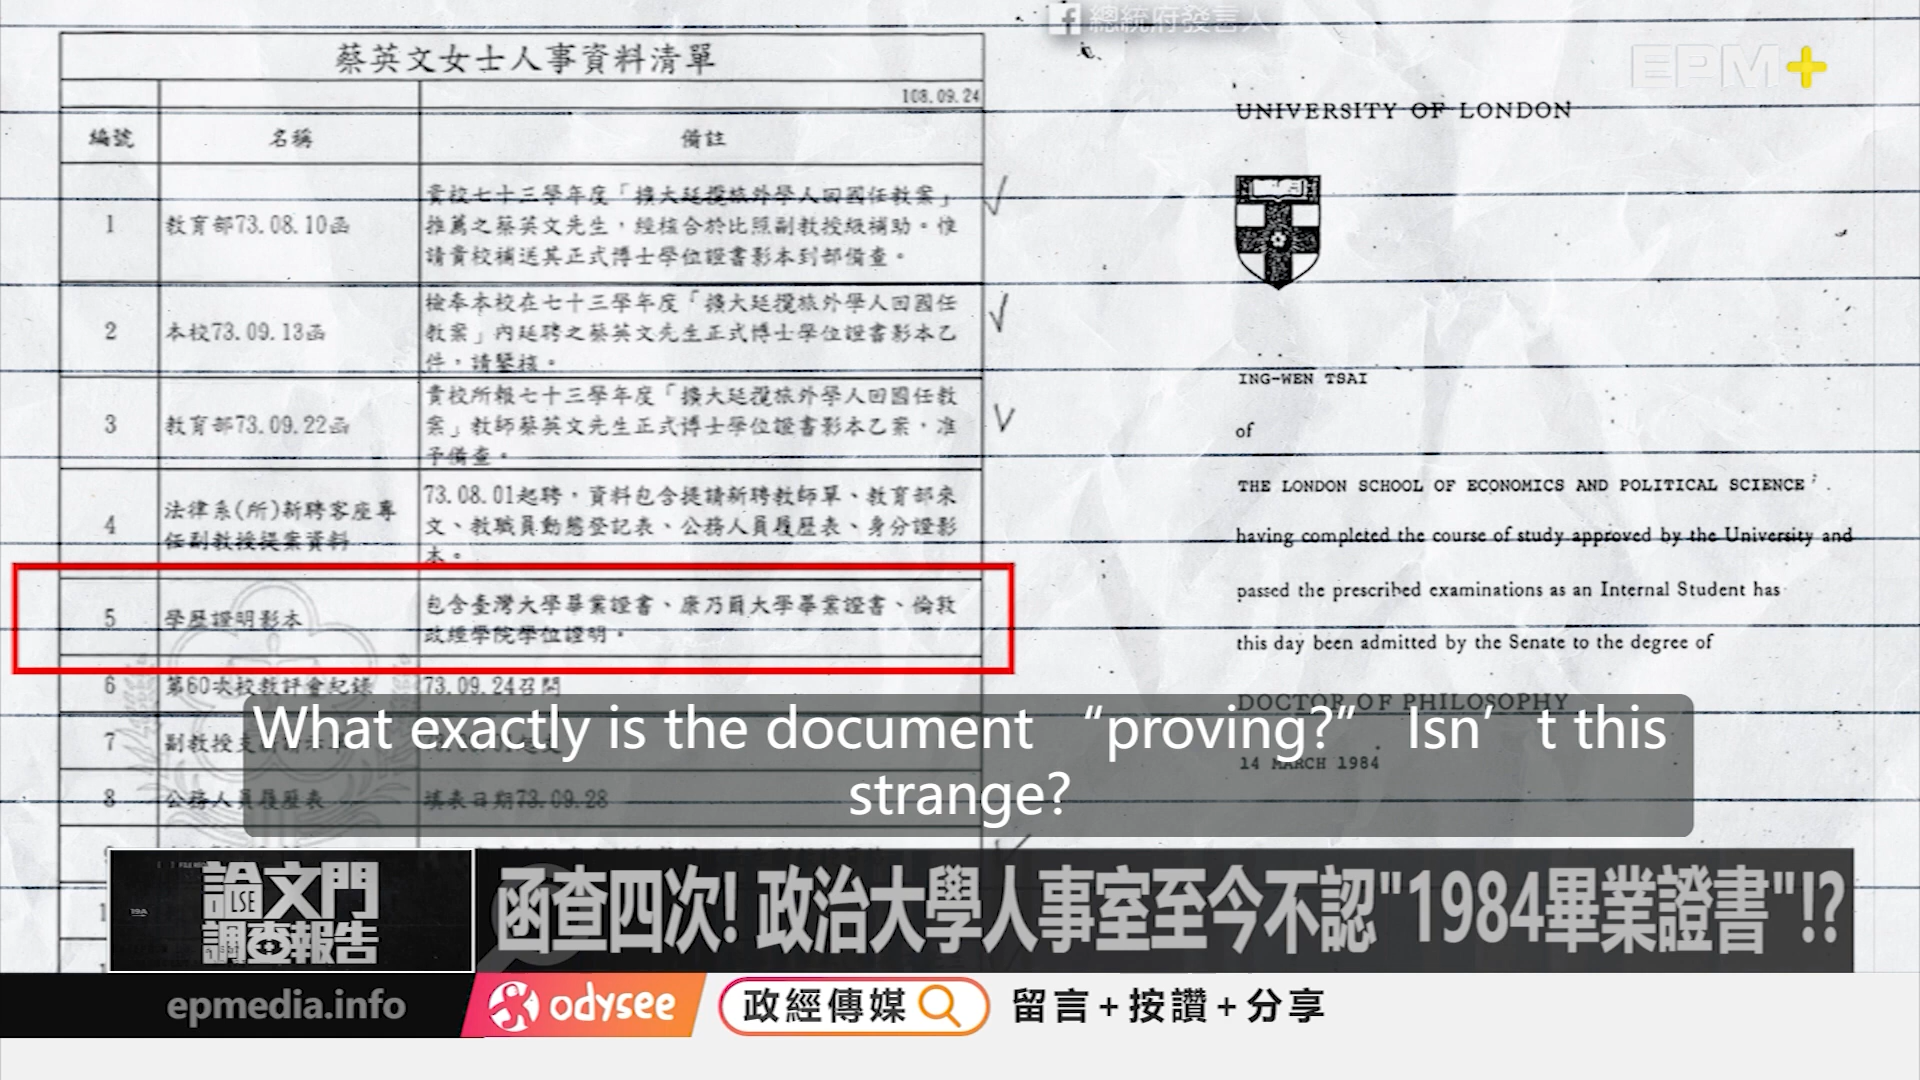 總統府發言人
EPM+
蔡英文女士人事資料清單
108.09.24
編號 名稱 備註
1 教育部73.08.10函
貴校七十三學年度「擴大延攬旅外學人回國任教案」
推薦之蔡英文先生，經核合於比照副教授級補助。惟
請貴校補送其正式博士學位證書影本到部備查。
2 本校73.09.13函
檢奉本校在七十三學年度「擴大延攬旅外學人回國任
教案」內延聘之蔡英文先生正式博士學位證書影本乙
件，請鑒核。
3 教育部73.09.22函
貴校所報七十三學年度「擴大延攬旅外學人回國任教
案」教師蔡英文先生正式博士學位證書影本乙案，准
予備查。
4 法律系(所)新聘客座專
任副教授提案資料
73.08.01起聘，資料包含提請新聘教師單、教育部來
文、教職員動態登記表、公務人員履歷表、身分證影
本。
5 學歷證明影本
包含臺灣大學畢業證書、康乃爾大學畢業證書、倫敦
政經學院學位證明。
6 第60次校教評會紀錄 73.09.24召開
7 副教授
8 公務人員履歷表 填表日期73.09.28
UNIVERSITY OF LONDON
ING-WEN TSAI
of
THE LONDON SCHOOL OF ECONOMICS AND POLITICAL SCIENCE
having completed the course of study approved by the University and
passed the prescribed examinations as an Internal Student has
this day been admitted by the Senate to the degree of
DOCTOR OF PHILOSOPHY
14 MARCH 1984
What exactly is the document “proving?” Isn’t this
strange?
論文門
LSE
調查報告
函查四次! 政治大學人事室至今不認"1984畢業證書"!?
epmedia.info
odysee
政經傳媒
留言+按讚+分享